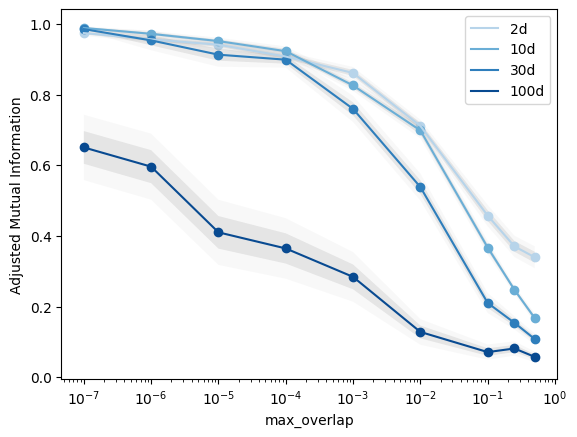 1.0
0.8
0.6
0.4
0.2
0.0
Adjusted Mutual Information
2d
10d
30d
100d
10⁻⁷ 10⁻⁶ 10⁻⁵ 10⁻⁴ 10⁻³ 10⁻² 10⁻¹ 10⁰
max_overlap